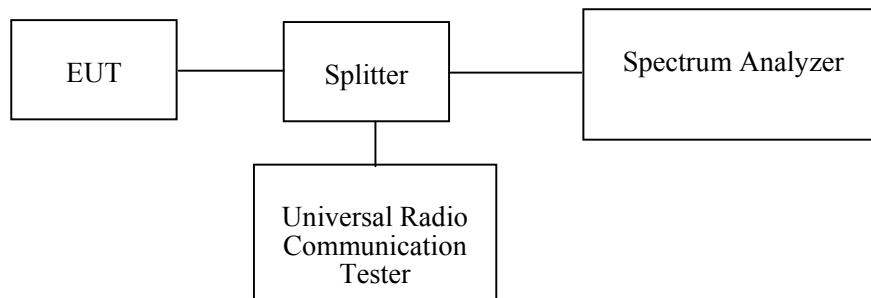 EUT
Splitter
Spectrum Analyzer
Universal Radio
Communication
Tester